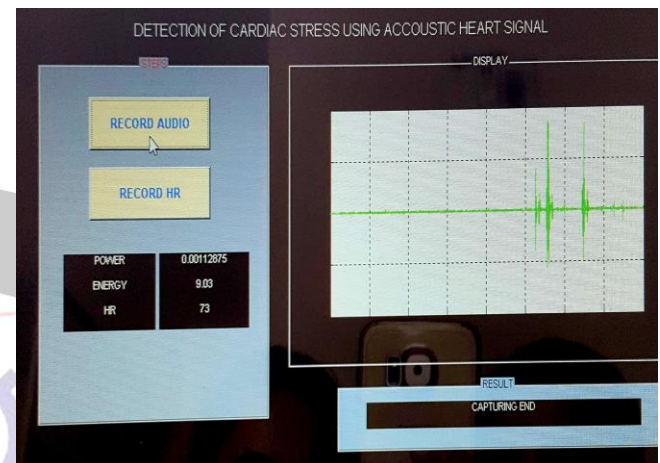 DETECTION OF CARDIAC STRESS USING ACCOUSTIC HEART SIGNAL
STEPS
RECORD AUDIO
RECORD HR
POWER 0.00112875
ENERGY 9.03
HR 73
DISPLAY
RESULT
CAPTURING END